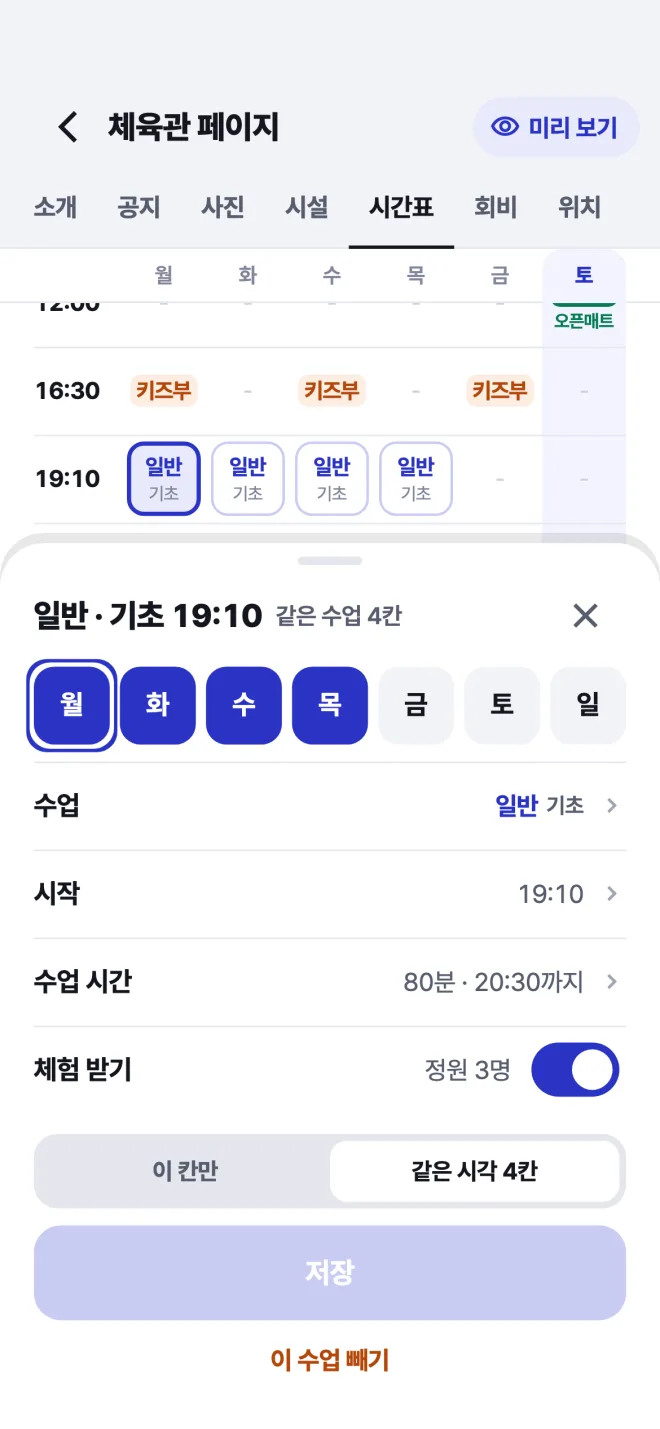 체육관 페이지 미리 보기
소개 공지 사진 시설 시간표 회비 위치
월 화 수 목 금 토
12:00 - - - - - 오픈매트
16:30 키즈부 - 키즈부 - 키즈부 -
19:10 일반 일반 일반 일반 - -
기초 기초 기초 기초
일반 · 기초 19:10 같은 수업 4칸
월 화 수 목 금 토 일
수업 일반 기초
시작 19:10
수업 시간 80분 · 20:30까지
체험 받기 정원 3명
이 칸만 같은 시각 4칸
저장
이 수업 빼기